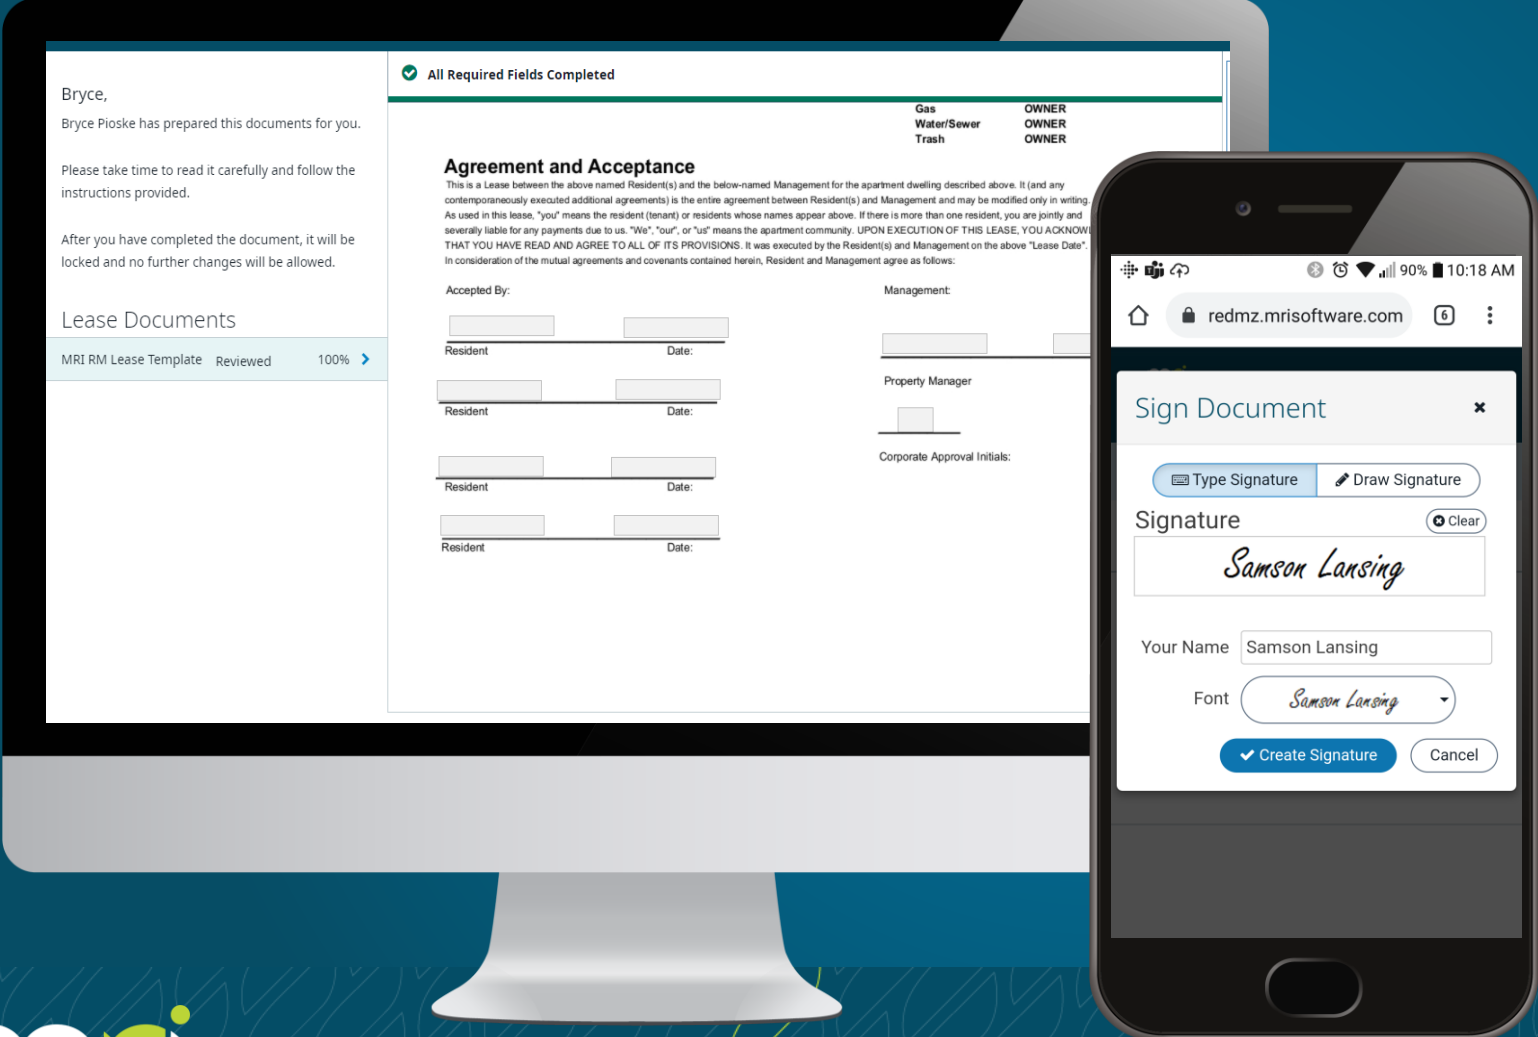 Bryce,
Bryce Pioske has prepared this documents for you.
Please take time to read it carefully and follow the
instructions provided.
After you have completed the document, it will be
locked and no further changes will be allowed.
Lease Documents
MRI RM Lease Template Reviewed 100%
All Required Fields Completed
Gas OWNER
Water/Sewer OWNER
Trash OWNER
Agreement and Acceptance
This is a Lease between the above named Resident(s) and the below-named Management for the apartment dwelling described above. It (and any
contemporaneously executed additional agreements) is the entire agreement between Resident(s) and Management and may be modified only in writing.
As used in this lease, "you" means the resident (tenant) or residents whose names appear above. If there is more than one resident, you are jointly and
severally liable for any payments due to us. "We", "our", or "us" means the apartment community. UPON EXECUTION OF THIS LEASE, YOU ACKNOWL
THAT YOU HAVE READ AND AGREE TO ALL OF ITS PROVISIONS. It was executed by the Resident(s) and Management on the above "Lease Date".
In consideration of the mutual agreements and covenants contained herein, Resident and Management agree as follows:
Accepted By: Management:
Resident Date:
Property Manager
Resident Date:
Corporate Approval Initials:
Resident Date:
Resident Date:
90% 10:18 AM
redmz.mrisoftware.com 6
Sign Document
Type Signature Draw Signature
Signature Clear
Samson Lansing
Your Name Samson Lansing
Font Samson Lansing
Create Signature Cancel